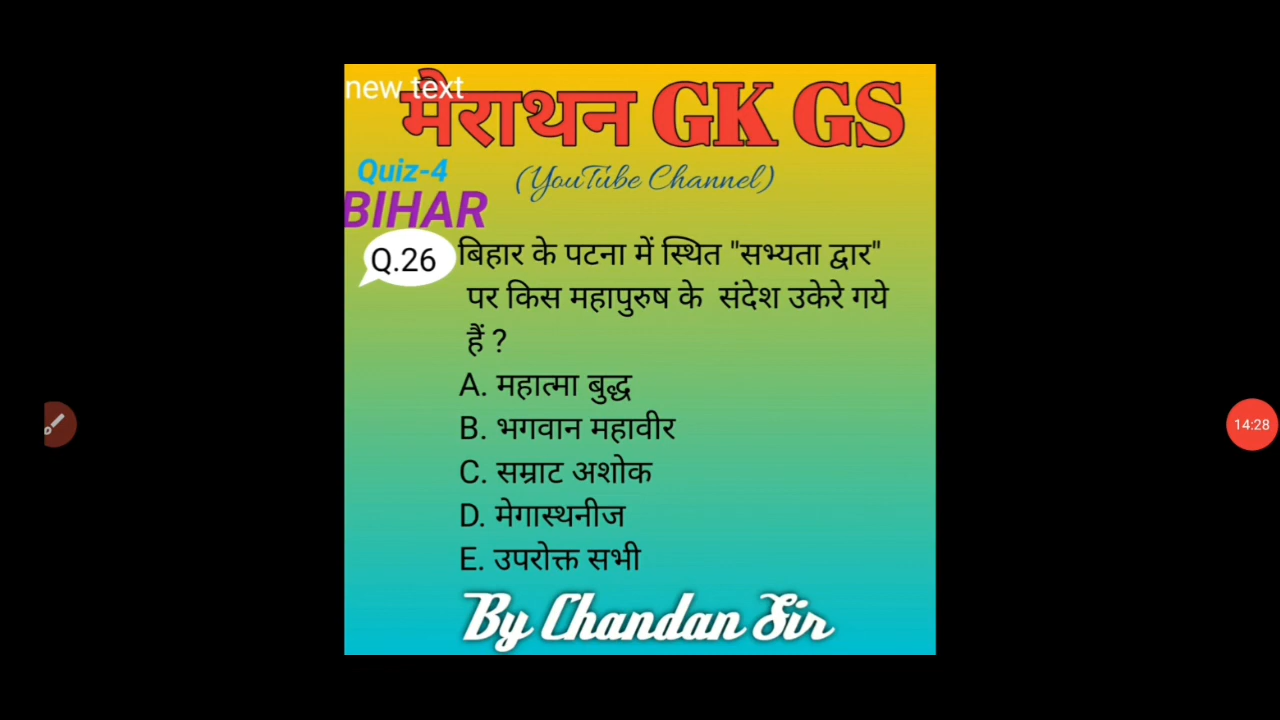 new text
मैराथन GK GS
(YouTube Channel)
Quiz-4
BIHAR
Q.26 बिहार के पटना में स्थित "सभ्यता द्वार"
पर किस महापुरुष के संदेश उकेरे गये
हैं ?
A. महात्मा बुद्ध
B. भगवान महावीर
C. सम्राट अशोक
D. मेगास्थनीज
E. उपरोक्त सभी
By Chandan Sir
14:28